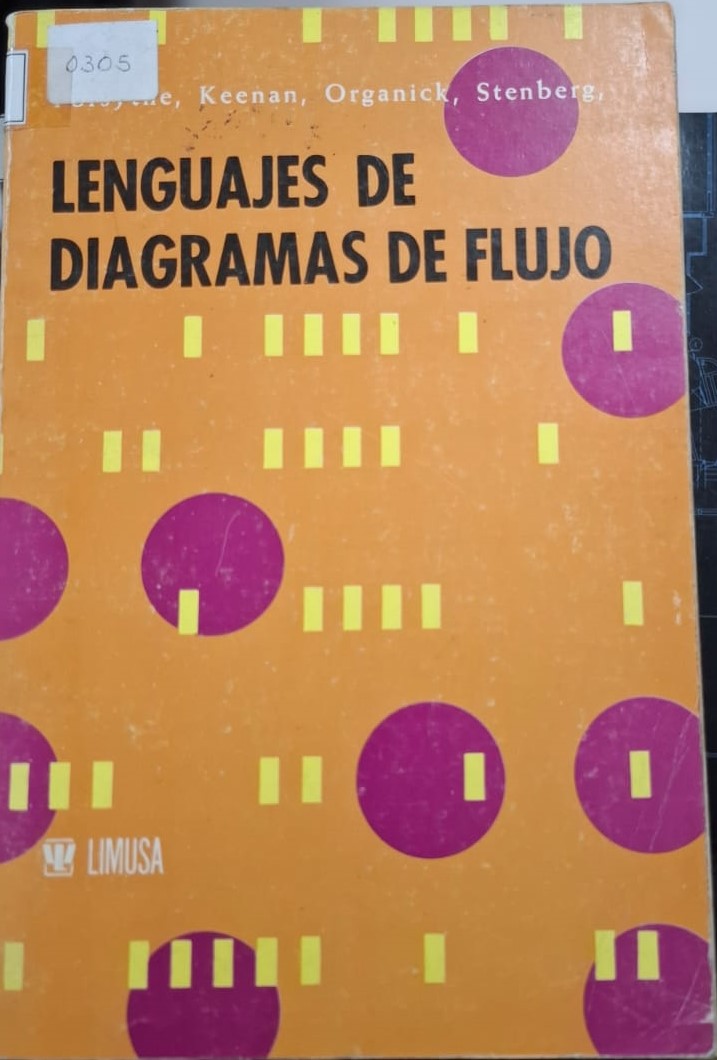 0305
Keenan, Organick, Stenberg,
LENGUAJES DE
DIAGRAMAS DE FLUJO
LIMUSA